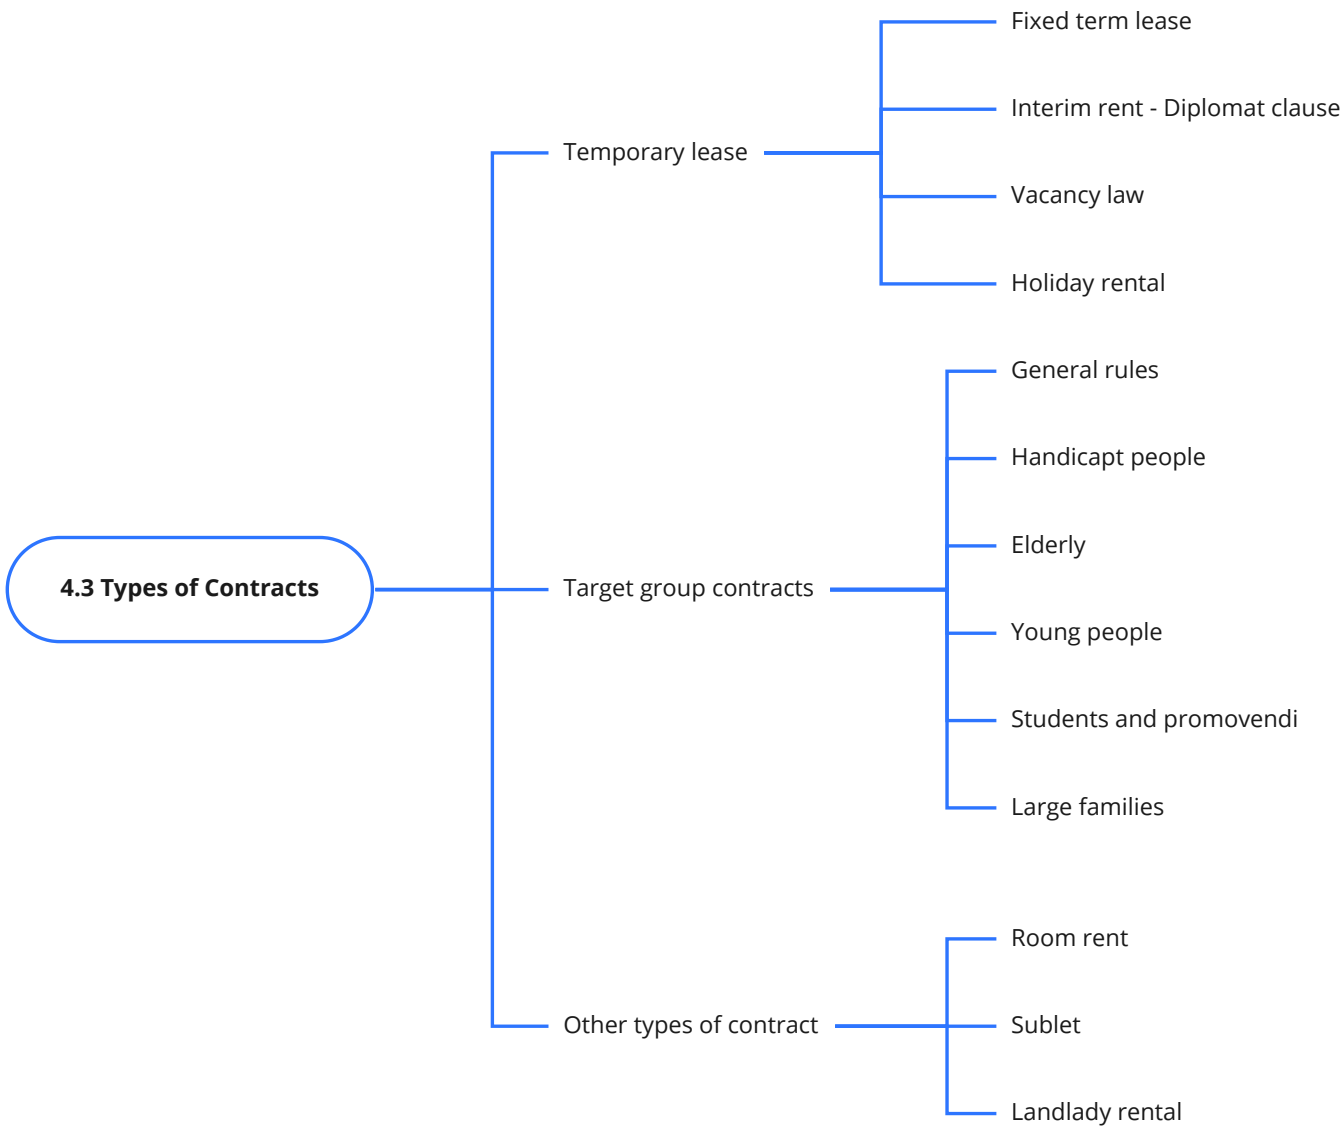 4.3 Types of Contracts
Temporary lease
Fixed term lease
Interim rent - Diplomat clause
Vacancy law
Holiday rental
Target group contracts
General rules
Handicapt people
Elderly
Young people
Students and promovendi
Large families
Other types of contract
Room rent
Sublet
Landlady rental